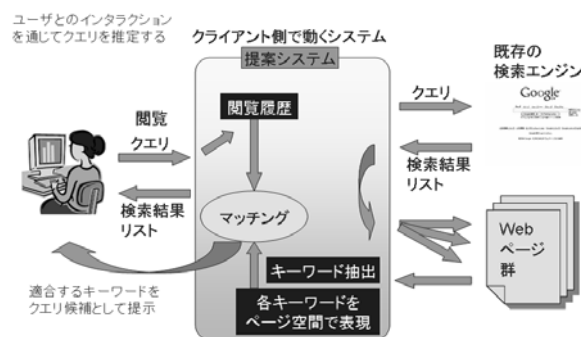 ユーザとのインタラクション
を通じてクエリを推定する
クライアント側で動くシステム
提案システム
既存の
検索エンジン
Google
閲覧
クエリ
検索結果
リスト
閲覧履歴
マッチング
キーワード抽出
各キーワードを
ページ空間で表現
クエリ
検索結果
リスト
Web
ページ
群
適合するキーワードを
クエリ候補として提示